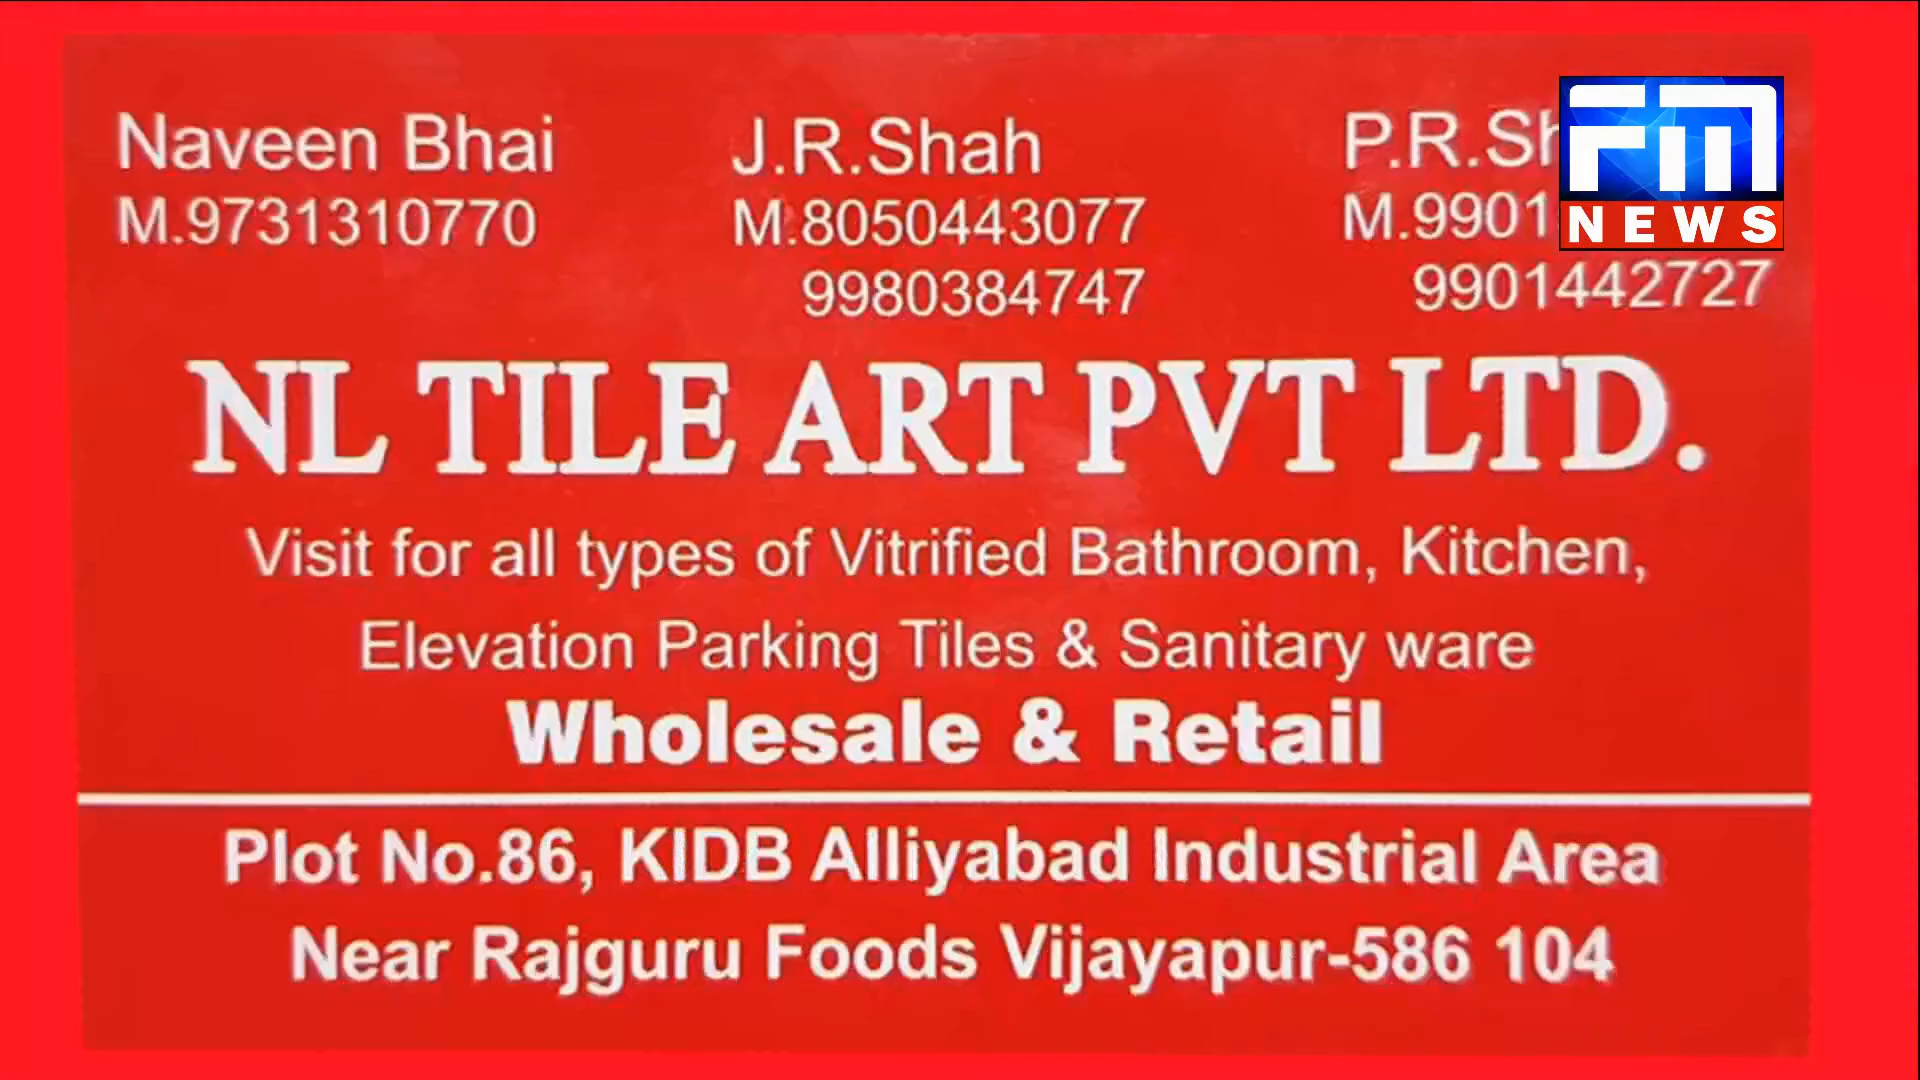 Naveen Bhai
M.9731310770
J.R.Shah
M.8050443077
9980384747
M.9901
9901442727
FM
NEWS
NL TILE ART PVT LTD.
Visit for all types of Vitrified Bathroom, Kitchen,
Elevation Parking Tiles & Sanitary ware
Wholesale & Retail
Plot No.86, KIDB Alliyabad Industrial Area
Near Rajguru Foods Vijayapur-586 104